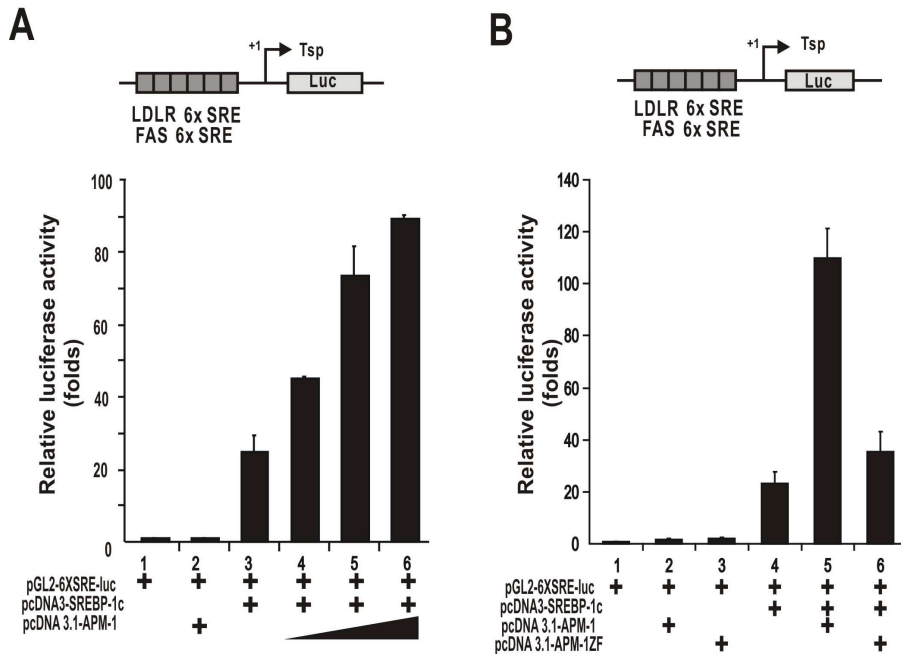 A
+1
Tsp
Luc
LDLR 6x SRE
FAS 6x SRE
Relative luciferase activity
(folds)
100
80
60
40
20
0
1 2 3 4 5 6
pGL2-6XSRE-luc + + + + + +
pcDNA3-SREBP-1c + + + +
pcDNA 3.1-APM-1 +
B
+1
Tsp
Luc
LDLR 6x SRE
FAS 6x SRE
Relative luciferase activity
(folds)
140
120
100
80
60
40
20
0
1 2 3 4 5 6
pGL2-6XSRE-luc + + + + + +
pcDNA3-SREBP-1c + + +
pcDNA 3.1-APM-1 + +
pcDNA 3.1-APM-1ZF + +